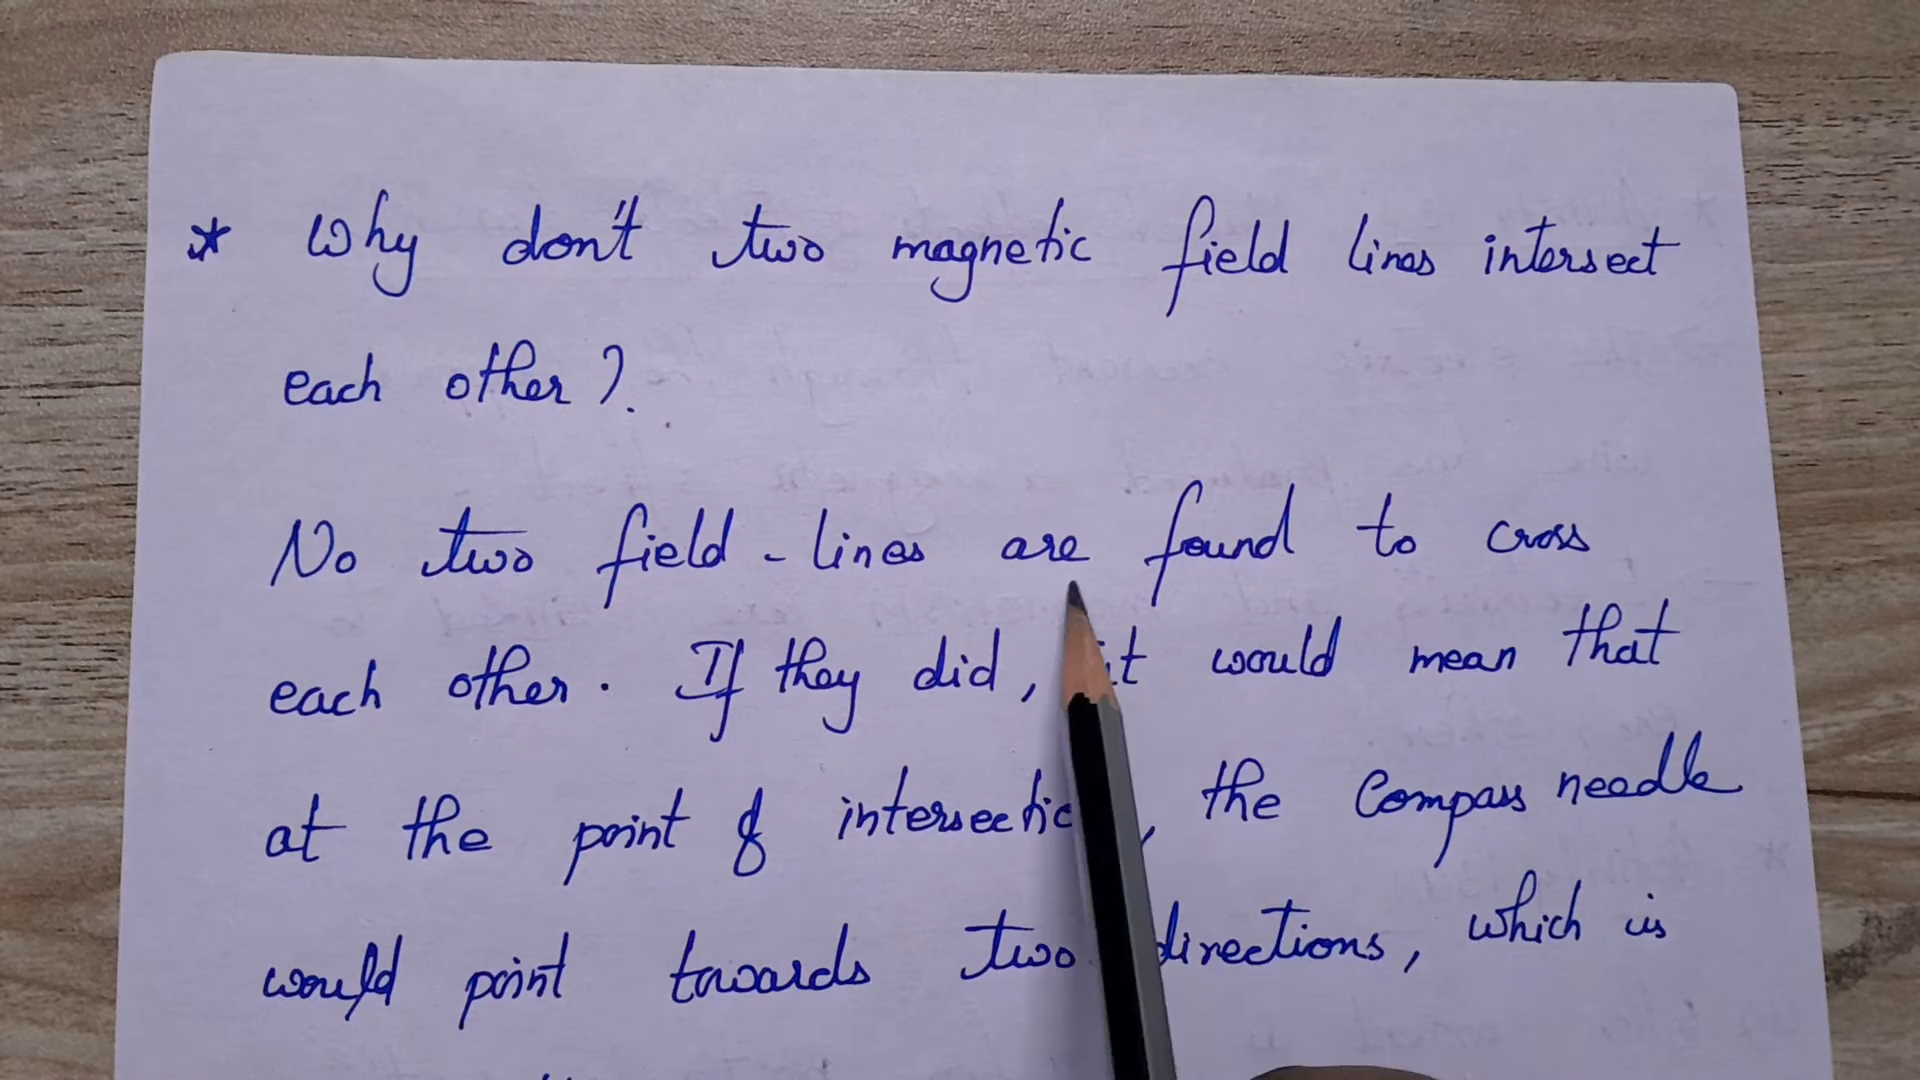 * Why don't two magnetic field lines intersect
each other?
No two field-lines are found to cross
each other. If they did, it would mean that
at the point of intersectio, the Compass needle
would point towards two directions, which is